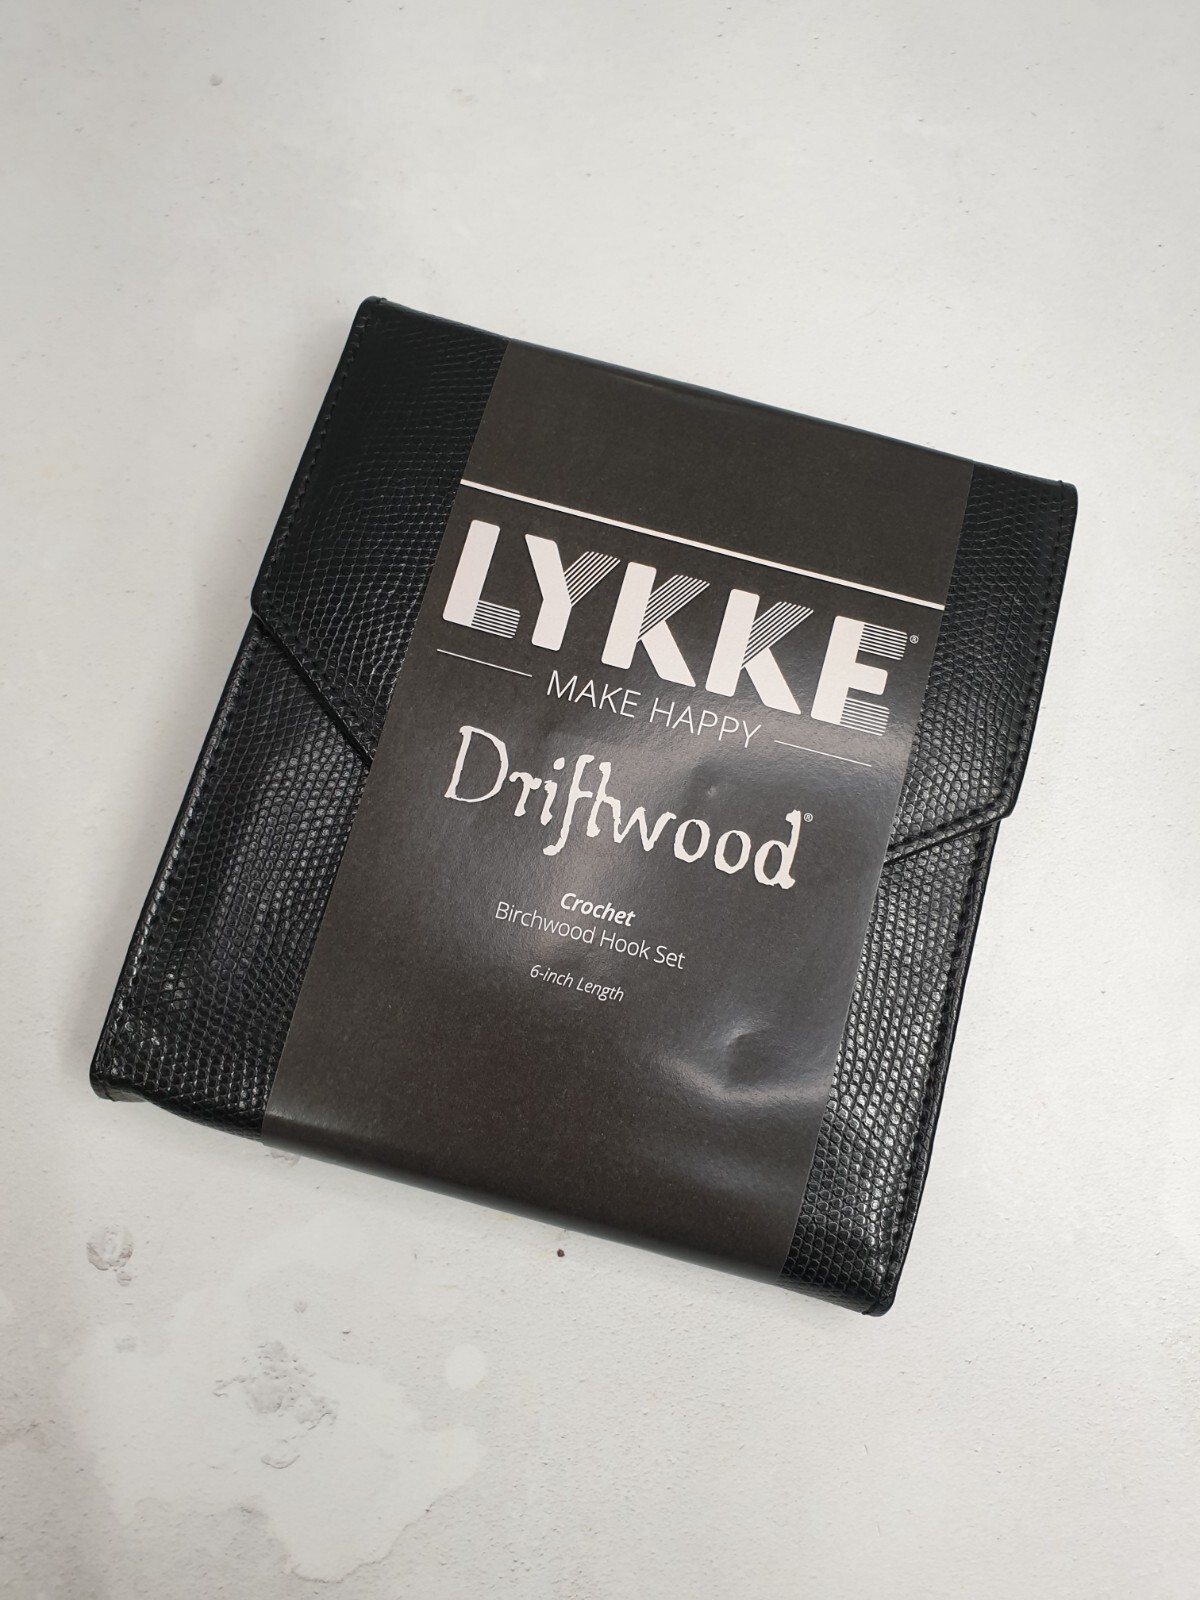 LYKKE®
MAKE HAPPY
Driftwood®
Crochet
Birchwood Hook Set
6-inch Length